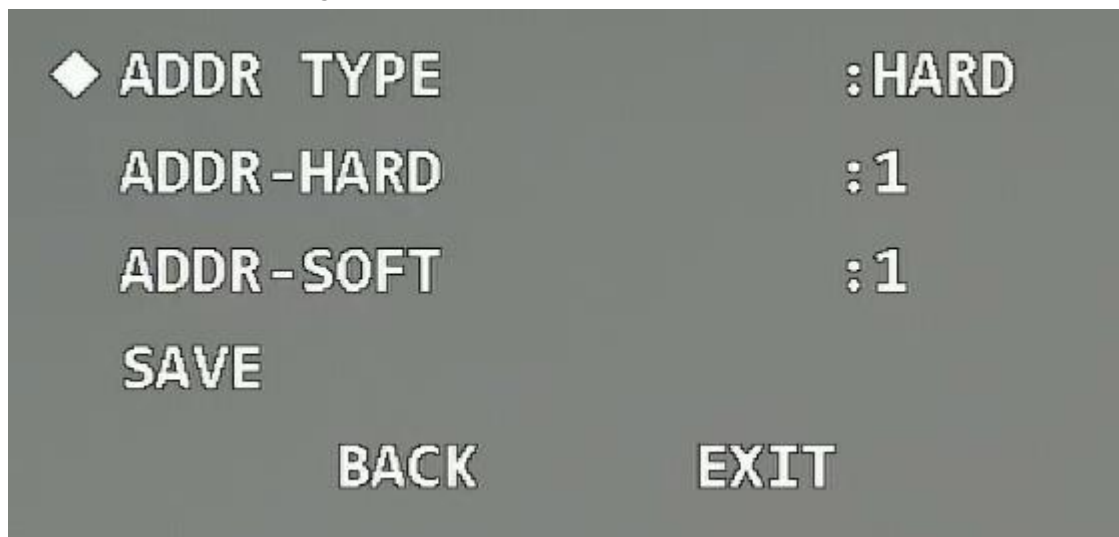 ADDR TYPE :HARD
ADDR-HARD :1
ADDR-SOFT :1
SAVE
BACK EXIT